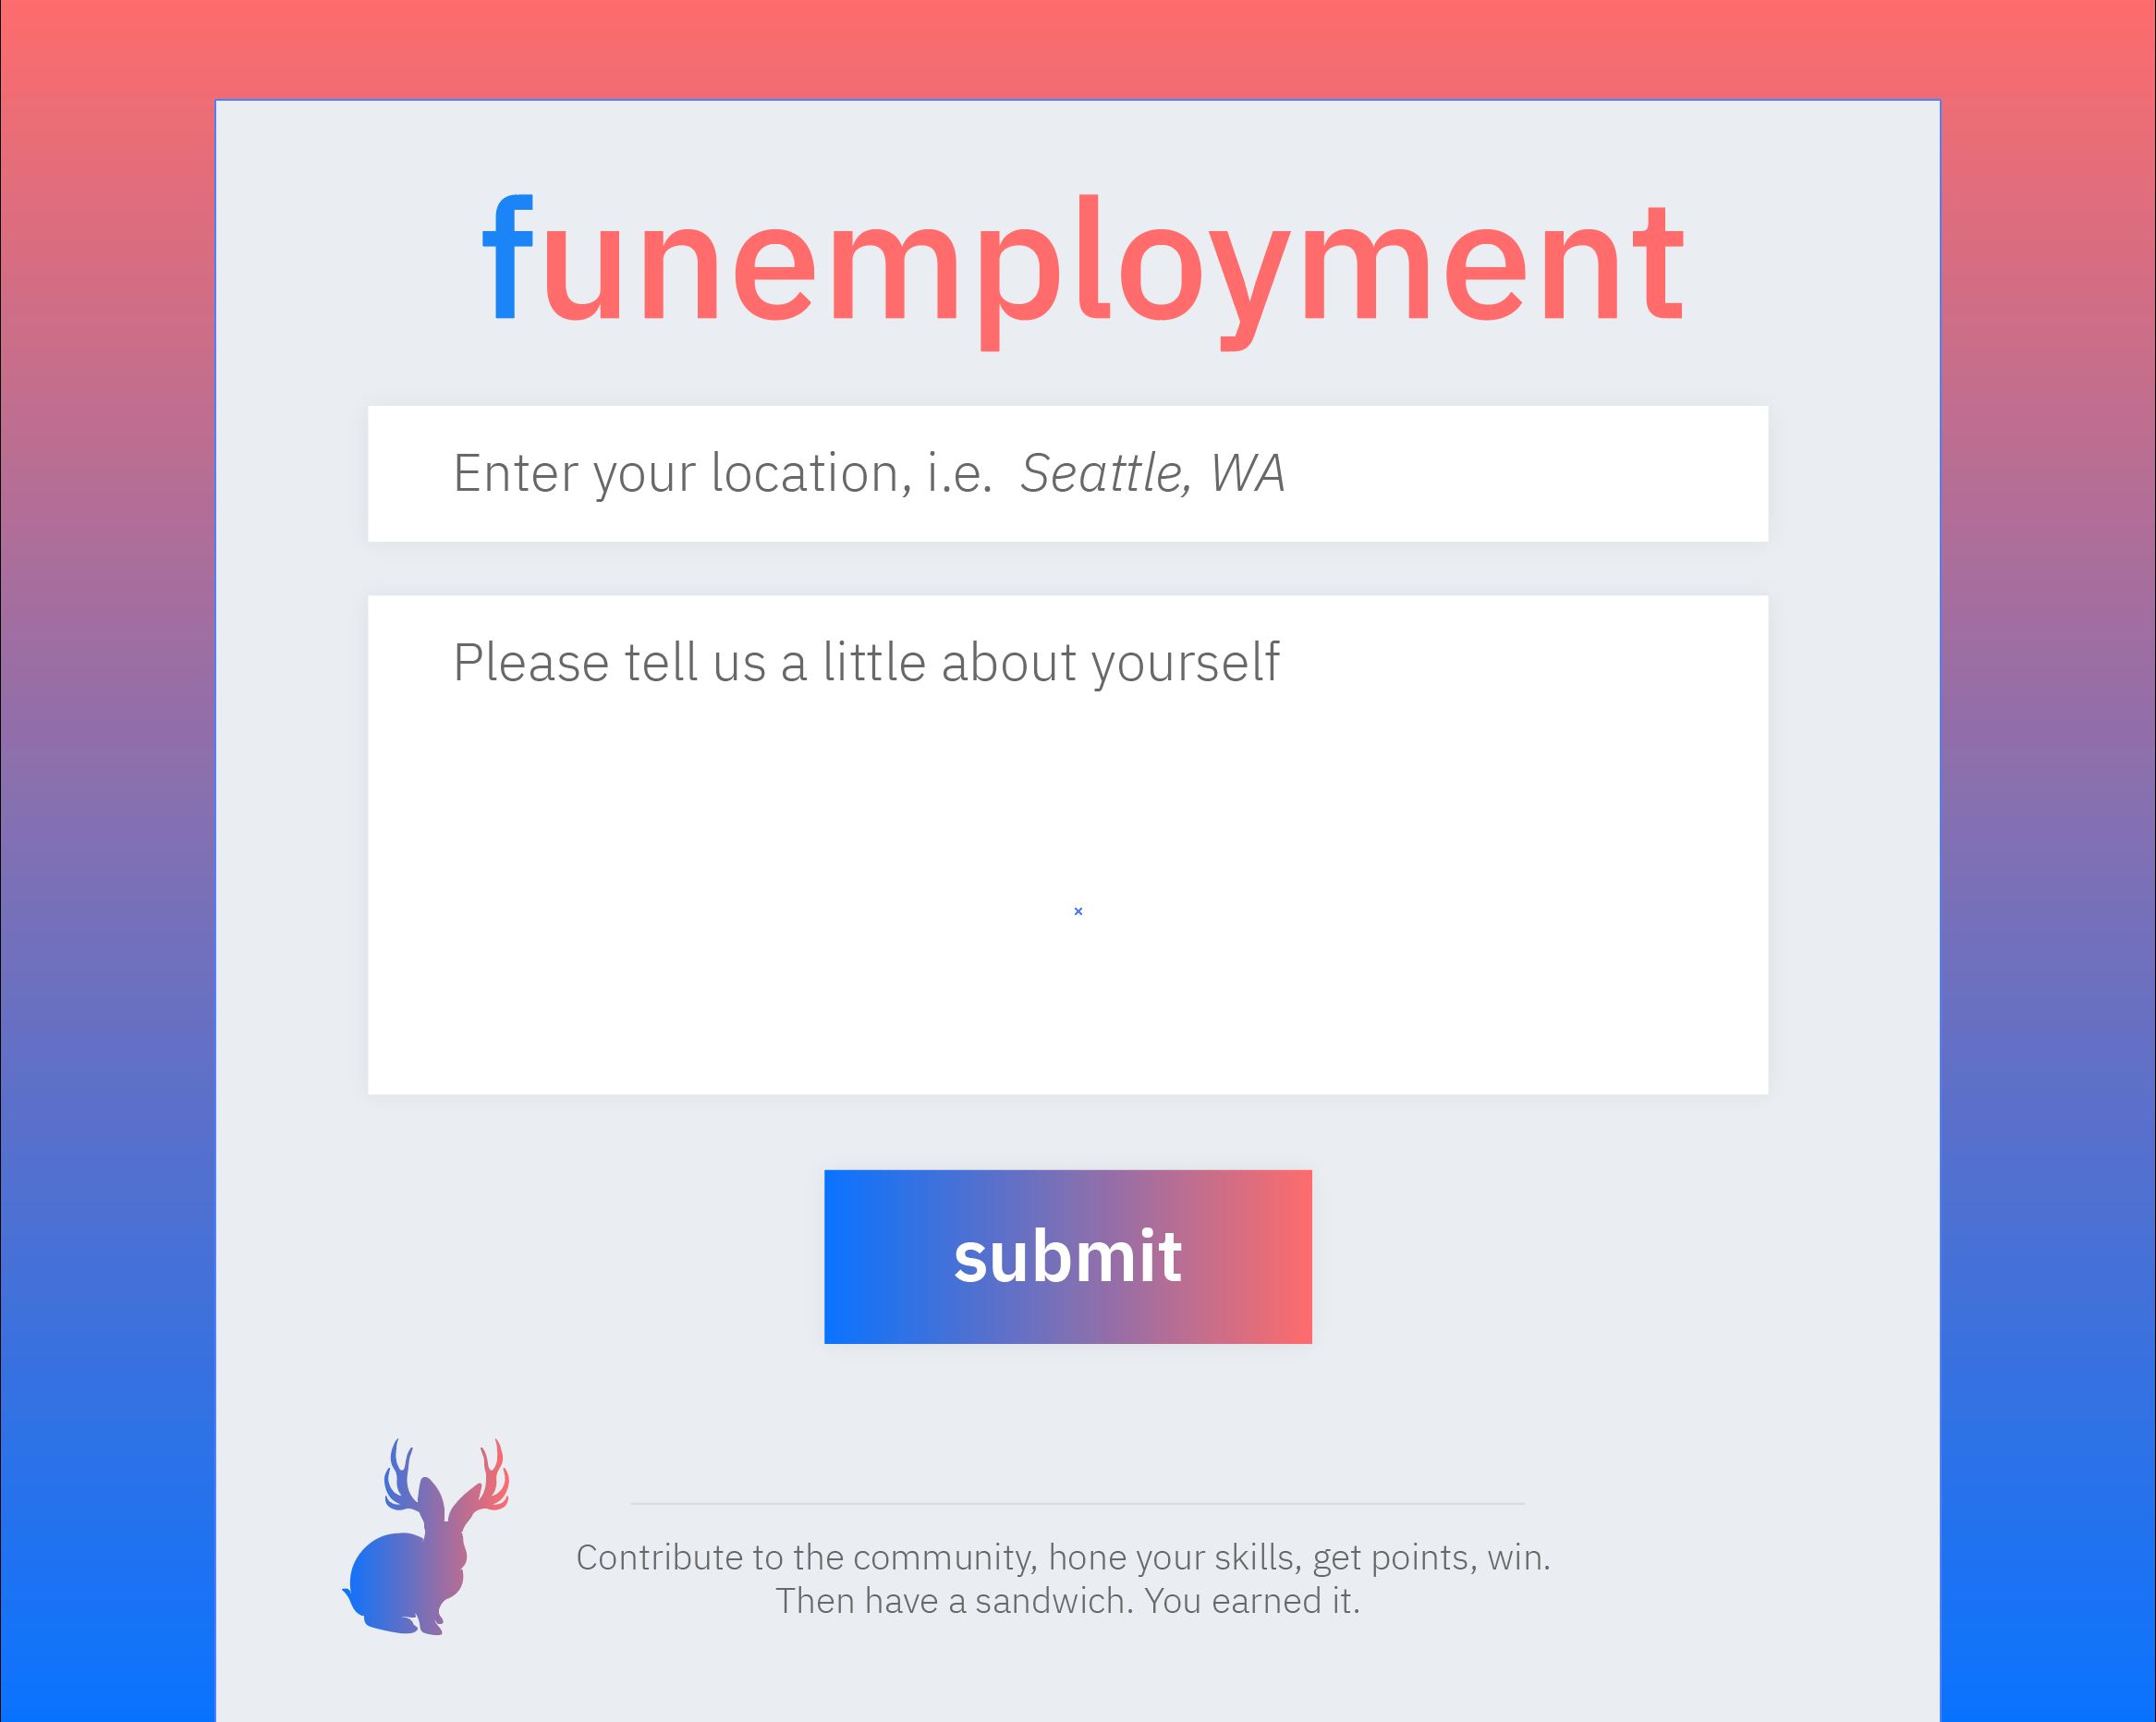 funemployment
Enter your location, i.e. Seattle, WA
Please tell us a little about yourself
submit
Contribute to the community, hone your skills, get points, win.
Then have a sandwich. You earned it.